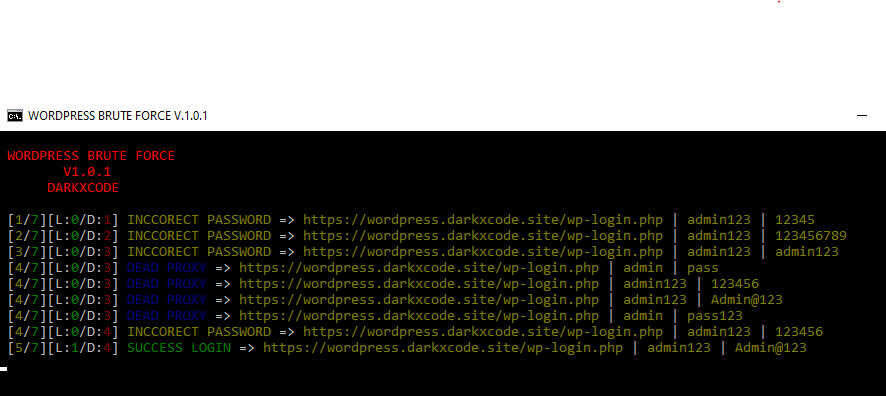 WORDPRESS BRUTE FORCE V.1.0.1
WORDPRESS BRUTE FORCE
V1.0.1
DARKXCODE
[1/7][L:0/D:1] INCCORECT PASSWORD => https://wordpress.darkxcode.site/wp-login.php | admin123 | 12345
[2/7][L:0/D:2] INCCORECT PASSWORD => https://wordpress.darkxcode.site/wp-login.php | admin123 | 123456789
[3/7][L:0/D:3] INCCORECT PASSWORD => https://wordpress.darkxcode.site/wp-login.php | admin123 | admin123
[4/7][L:0/D:3] DEAD PROXY => https://wordpress.darkxcode.site/wp-login.php | admin | pass
[4/7][L:0/D:3] DEAD PROXY => https://wordpress.darkxcode.site/wp-login.php | admin123 | 123456
[4/7][L:0/D:3] DEAD PROXY => https://wordpress.darkxcode.site/wp-login.php | admin123 | Admin@123
[4/7][L:0/D:3] DEAD PROXY => https://wordpress.darkxcode.site/wp-login.php | admin | pass123
[4/7][L:0/D:4] INCCORECT PASSWORD => https://wordpress.darkxcode.site/wp-login.php | admin123 | 123456
[5/7][L:1/D:4] SUCCESS LOGIN => https://wordpress.darkxcode.site/wp-login.php | admin123 | Admin@123